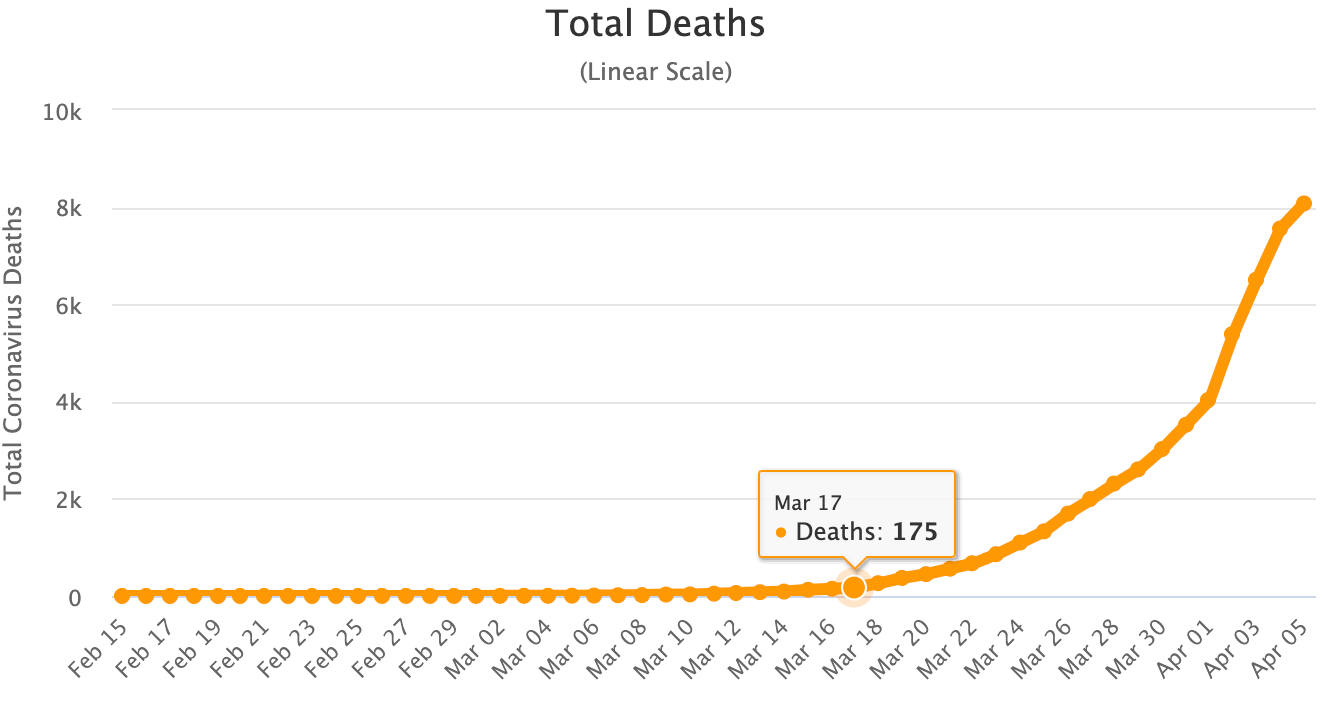 Total Deaths
(Linear Scale)
Total Coronavirus Deaths
10k
8k
6k
4k
2k
0
Mar 17
Deaths: 175
Feb 15
Feb 17
Feb 19
Feb 21
Feb 23
Feb 25
Feb 27
Feb 29
Mar 02
Mar 04
Mar 06
Mar 08
Mar 10
Mar 12
Mar 14
Mar 16
Mar 18
Mar 20
Mar 22
Mar 24
Mar 26
Mar 28
Mar 30
Apr 01
Apr 03
Apr 05